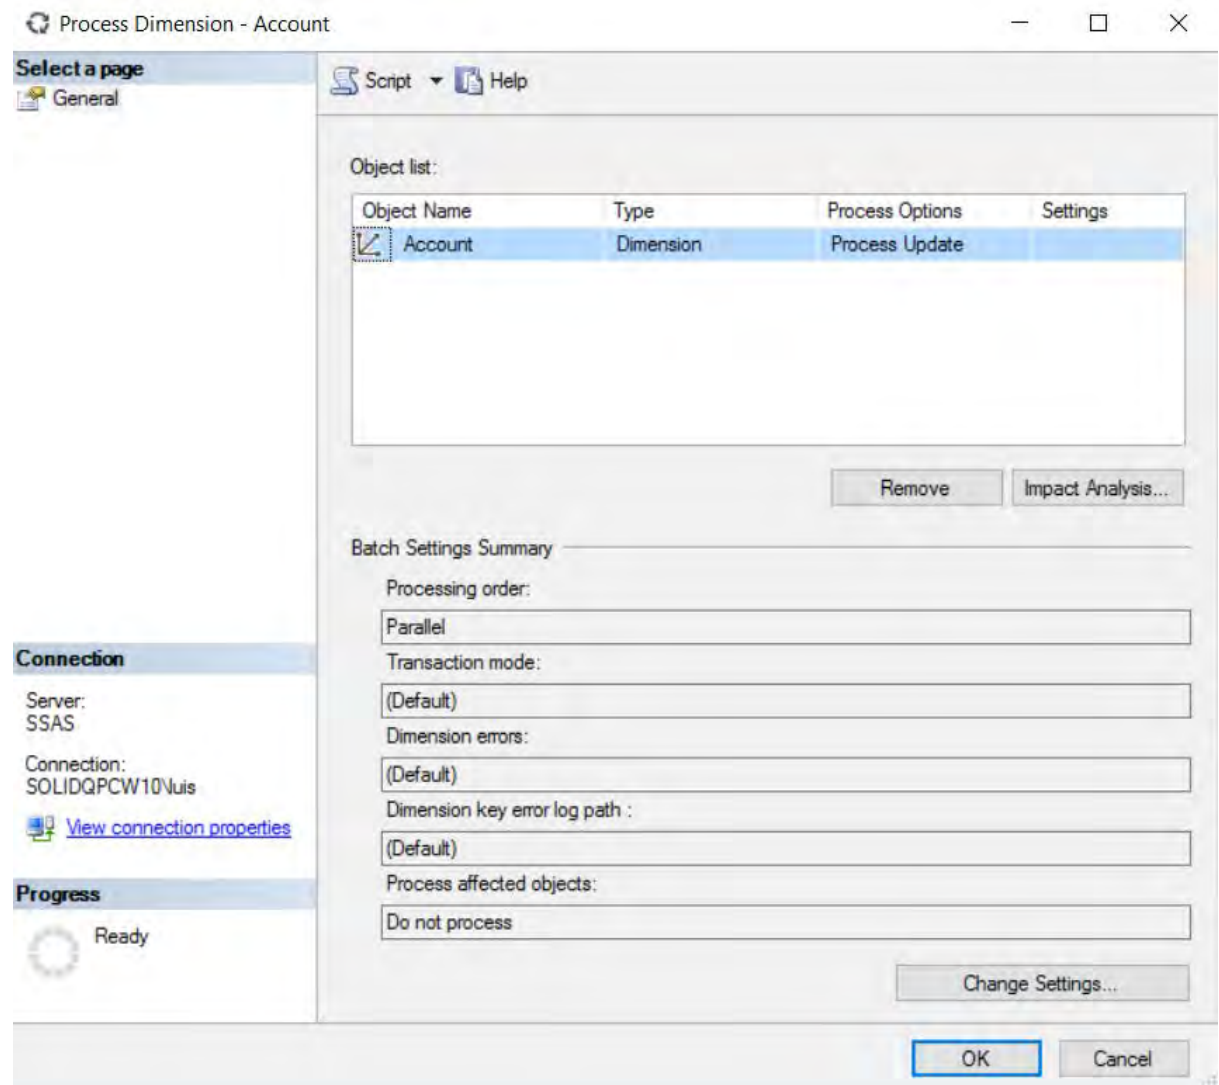 Process Dimension - Account
Select a page
General
Script Help
Object list:
Object Name Type Process Options Settings
Account Dimension Process Update
Remove Impact Analysis...
Batch Settings Summary
Processing order:
Parallel
Transaction mode:
(Default)
Dimension errors:
(Default)
Dimension key error log path :
(Default)
Process affected objects:
Do not process
Change Settings...
Connection
Server:
SSAS
Connection:
SOLIDQPCW10\luis
View connection properties
Progress
Ready
OK Cancel